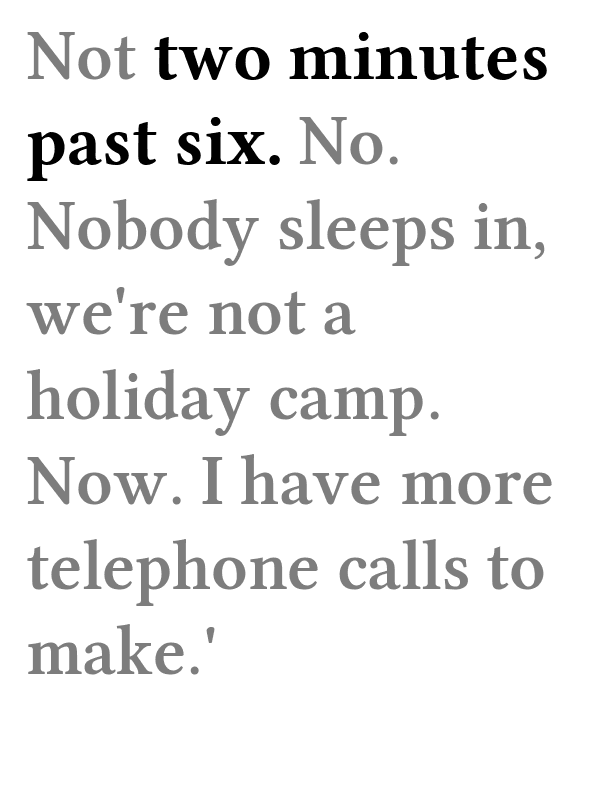 Not two minutes
past six. No.
Nobody sleeps in,
we're not a
holiday camp.
Now. I have more
telephone calls to
make.'